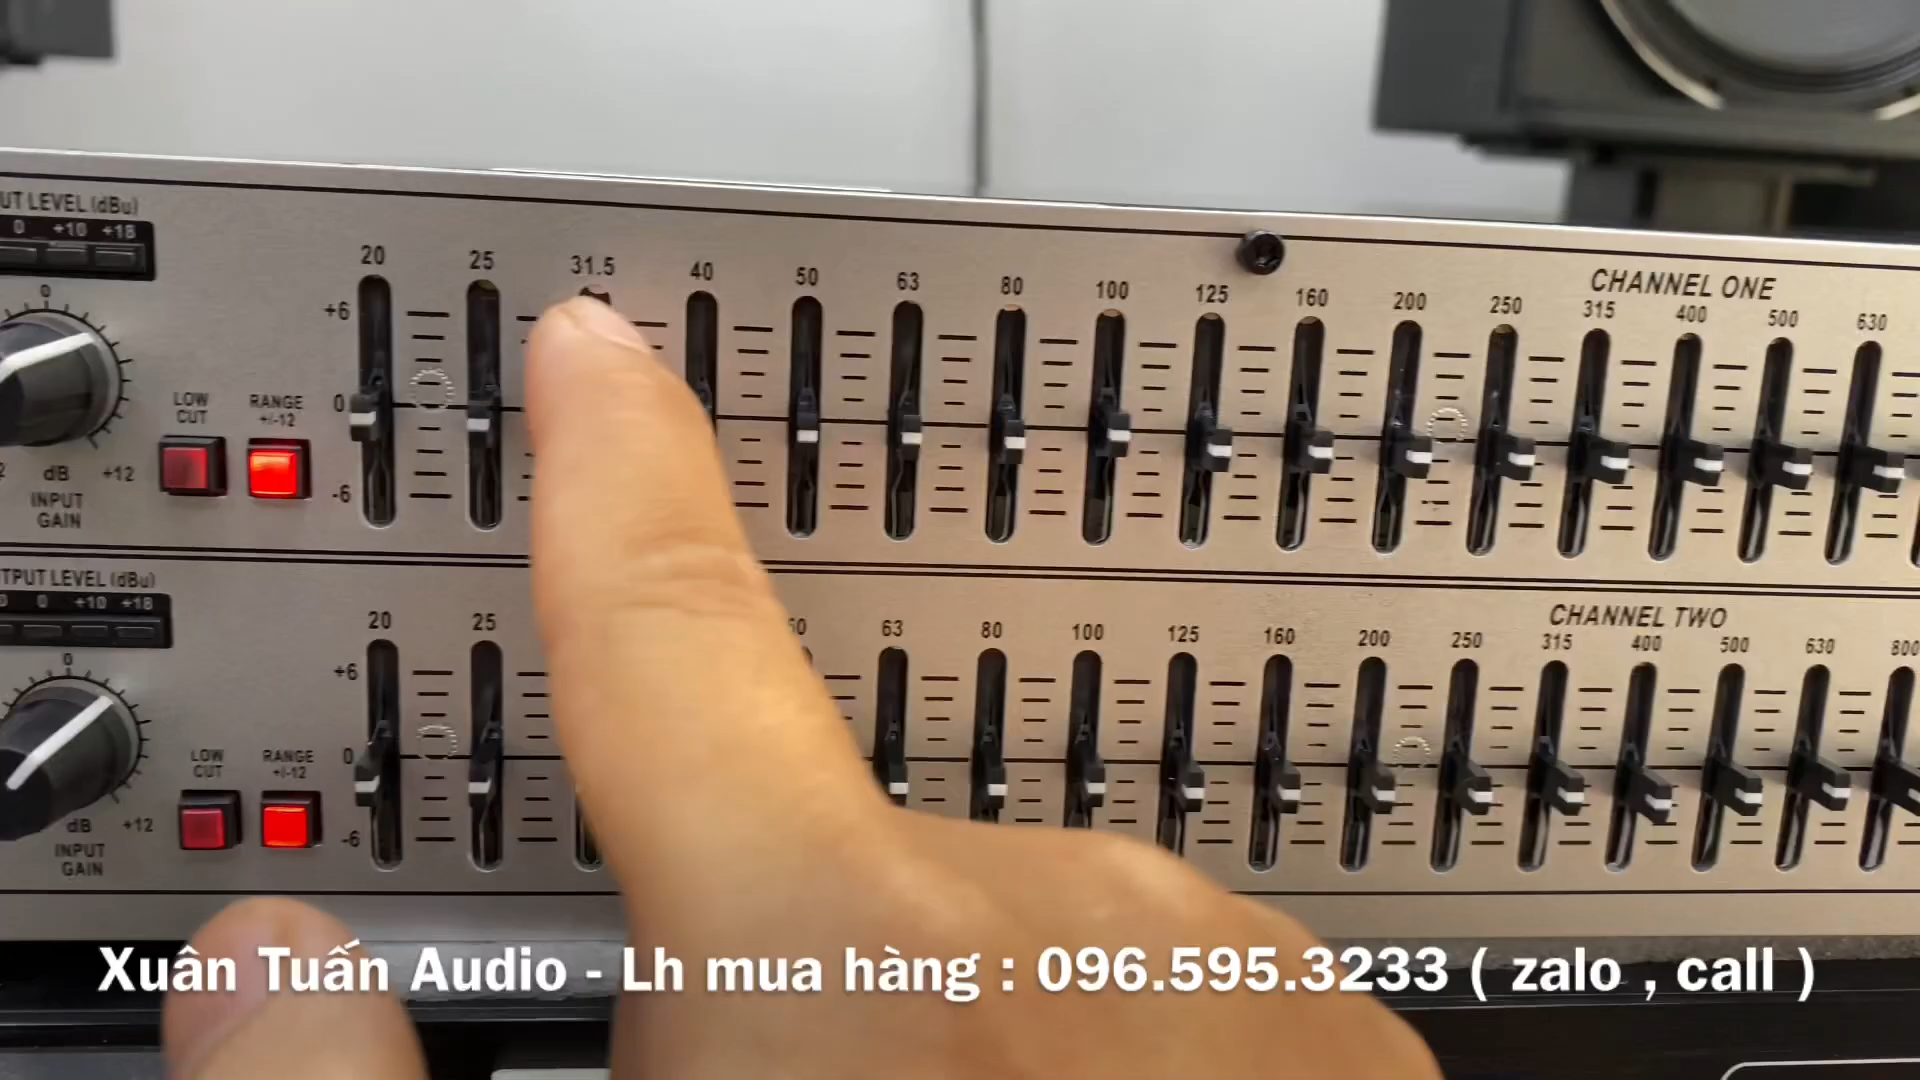 UT LEVEL (dBu)
0 +10 +18
0
LOW CUT
RANGE +/-12
dB +12
INPUT GAIN
20 25 31.5 40 50 63 80 100 125 160 200 250 315 400 500 630
CHANNEL ONE
+6
0
-6
TPUT LEVEL (dBu)
0 +10 +18
0
LOW CUT
RANGE +/-12
dB +12
INPUT GAIN
20 25 63 80 100 125 160 200 250 315 400 500 630 800
CHANNEL TWO
+6
0
-6
Xuân Tuấn Audio - Lh mua hàng : 096.595.3233 ( zalo , call )